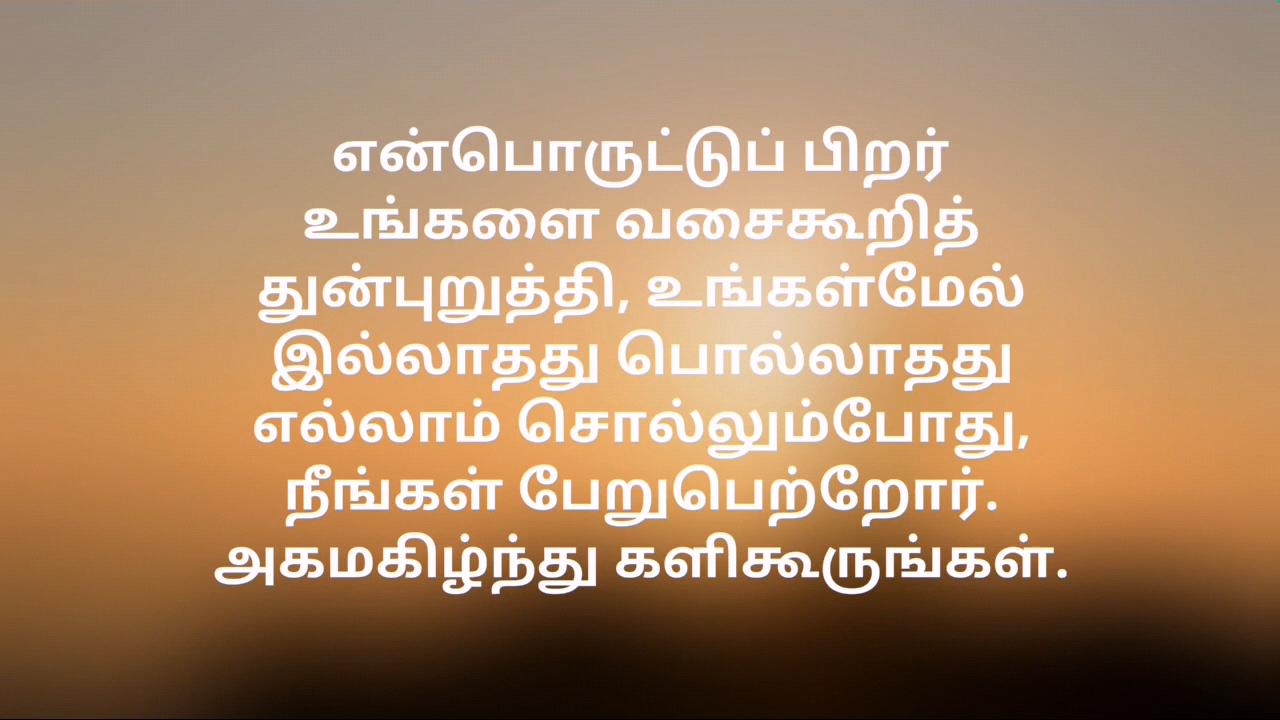 என்பொருட்டுப் பிறர்
உங்களை வசைகூறித்
துன்புறுத்தி, உங்கள்மேல்
இல்லாதது பொல்லாதது
எல்லாம் சொல்லும்போது,
நீங்கள் பேறுபெற்றோர்.
அகமகிழ்ந்து களிகூருங்கள்.